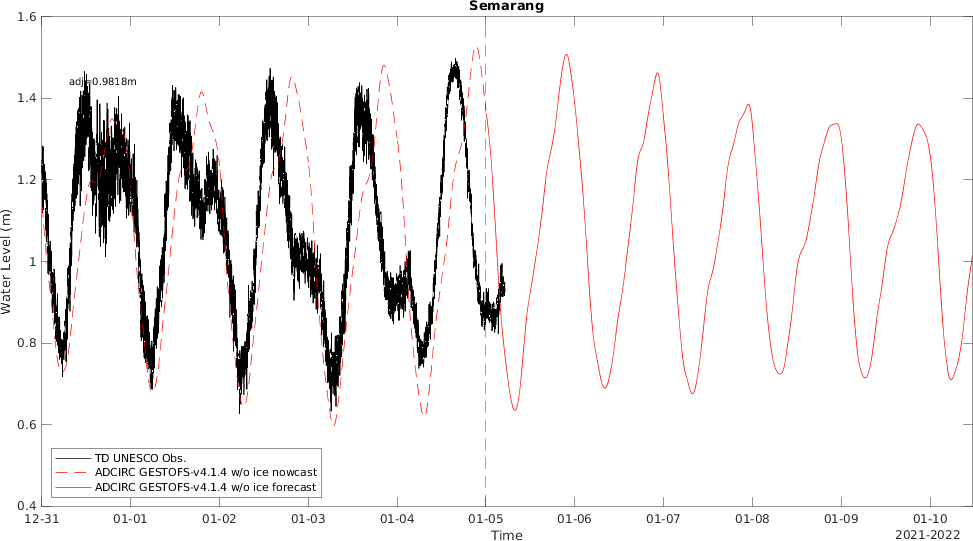 Semarang
1.6
1.4
1.2
1
0.8
0.6
0.4
Water Level (m)
adj=0.9818m
TD UNESCO Obs.
ADCIRC GESTOFS-v4.1.4 w/o ice nowcast
ADCIRC GESTOFS-v4.1.4 w/o ice forecast
12-31 01-01 01-02 01-03 01-04 01-05 01-06 01-07 01-08 01-09 01-10
Time
2021-2022